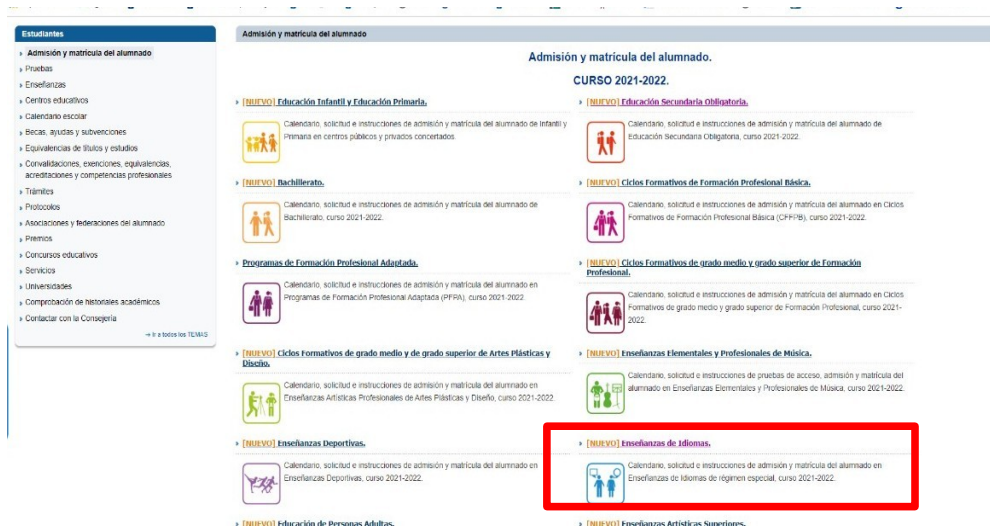 Estudiantes
Admisión y matrícula del alumnado
Pruebas
Enseñanzas
Centros educativos
Calendario escolar
Becas, ayudas y subvenciones
Equivalencias de títulos y estudios
Convalidaciones, exenciones, equivalencias,
acreditaciones y competencias profesionales
Trámites
Protocolos
Asociaciones y federaciones del alumnado
Premios
Concursos educativos
Servicios
Universidades
Comprobación de historiales académicos
Contactar con la Consejería
→ Ir a todos los TEMAS
Admisión y matrícula del alumnado
Admisión y matrícula del alumnado.
CURSO 2021-2022.
[NUEVO] Educación Infantil y Educación Primaria.
Calendario, solicitud e instrucciones de admisión y matrícula del alumnado de Infantil y
Primaria en centros públicos y privados concertados.
[NUEVO] Educación Secundaria Obligatoria.
Calendario, solicitud e instrucciones de admisión y matrícula del alumnado de
Educación Secundaria Obligatoria, curso 2021-2022.
[NUEVO] Bachillerato.
Calendario, solicitud e instrucciones de admisión y matrícula del alumnado de
Bachillerato, curso 2021-2022.
[NUEVO] Ciclos Formativos de Formación Profesional Básica.
Calendario, solicitud e instrucciones de admisión y matrícula del alumnado en Ciclos
Formativos de Formación Profesional Básica (CFFPB), curso 2021-2022.
Programas de Formación Profesional Adaptada.
Calendario, solicitud e instrucciones de admisión y matrícula del alumnado en
Programas de Formación Profesional Adaptada (PFPA), curso 2021-2022.
[NUEVO] Ciclos Formativos de grado medio y grado superior de Formación
Profesional.
Calendario, solicitud e instrucciones de admisión y matrícula del alumnado en Ciclos
Formativos de grado medio y grado superior de Formación Profesional, curso 2021-
2022.
[NUEVO] Ciclos Formativos de grado medio y de grado superior de Artes Plásticas y
Diseño.
Calendario, solicitud e instrucciones de admisión y matrícula del alumnado en
Enseñanzas Artísticas Profesionales de Artes Plásticas y Diseño, curso 2021-2022.
[NUEVO] Enseñanzas Elementales y Profesionales de Música.
Calendario, solicitud e instrucciones de pruebas de acceso, admisión y matrícula del
alumnado en Enseñanzas Elementales y Profesionales de Música, curso 2021-2022.
[NUEVO] Enseñanzas Deportivas.
Calendario, solicitud e instrucciones de admisión y matrícula del alumnado en
Enseñanzas Deportivas, curso 2021-2022.
[NUEVO] Enseñanzas de Idiomas.
Calendario, solicitud e instrucciones de admisión y matrícula del alumnado en
Enseñanzas de Idiomas de régimen especial, curso 2021-2022.
[NUEVO] Educación de Personas Adultas.
[NUEVO] Enseñanzas Artísticas Superiores.